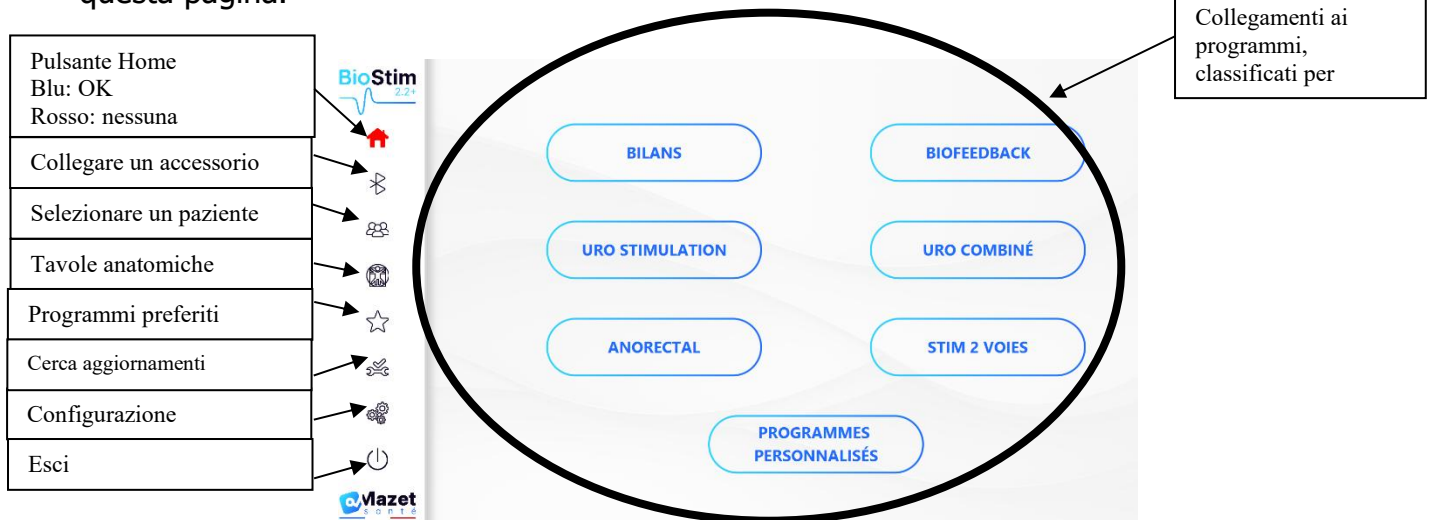 questa pagina.
Collegamenti ai
programmi,
classificati per
Pulsante Home
Blu: OK
Rosso: nessuna
Collegare un accessorio
Selezionare un paziente
Tavole anatomiche
Programmi preferiti
Cerca aggiornamenti
Configurazione
Esci
BioStim
2.2+
BILANS
BIOFEEDBACK
URO STIMULATION
URO COMBINÉ
ANORECTAL
STIM 2 VOIES
PROGRAMMES
PERSONNALISÉS
Mazet
santé